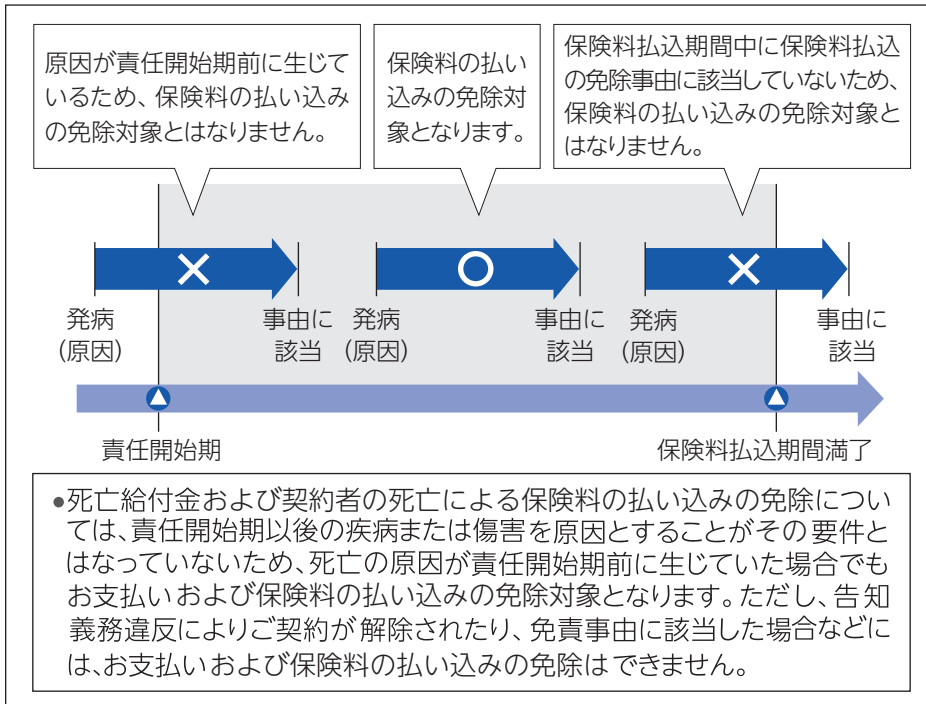 原因が責任開始期前に生じて
いるため、保険料の払い込み
の免除対象とはなりません。
保険料の払い
込みの免除対
象となります。
保険料払込期間中に保険料払込
の免除事由に該当していないため、
保険料の払い込みの免除対象と
はなりません。
発病
(原因)
事由に
該当
発病
(原因)
事由に
該当
発病
(原因)
事由に
該当
責任開始期
保険料払込期間満了
●死亡給付金および契約者の死亡による保険料の払い込みの免除につい
ては、責任開始期以後の疾病または傷害を原因とすることがその要件と
はなっていないため、死亡の原因が責任開始期前に生じていた場合でも
お支払いおよび保険料の払い込みの免除対象となります。ただし、告知
義務違反によりご契約が解除されたり、免責事由に該当した場合などに
は、お支払いおよび保険料の払い込みの免除はできません。